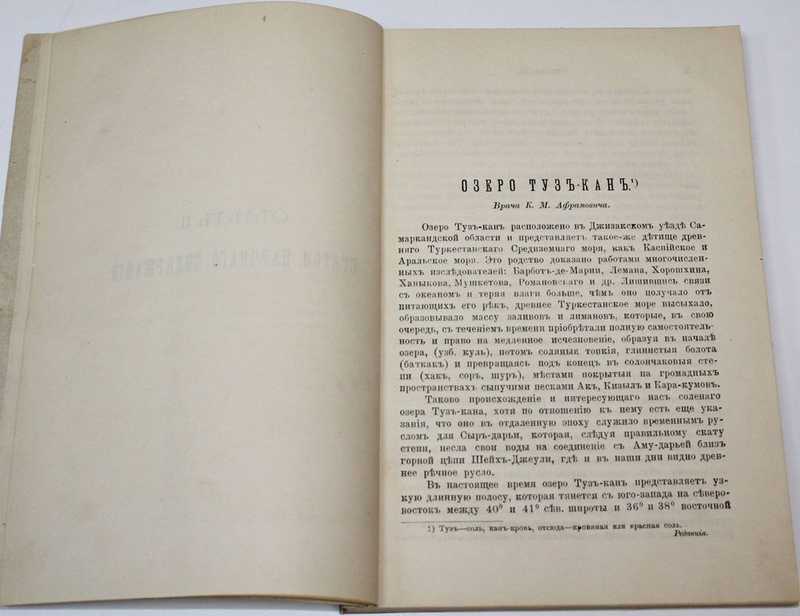 ОЗЕРО ТУЗЪ-КАНЪ.¹)
Врача К. М. Афрамовича.
Озеро Тузъ-канъ расположено въ Джизакскомъ уѣздѣ Са-
маркандской области и представляетъ такое-же дѣтище древ-
няго Туркестанскаго Средиземнаго моря, какъ Каспійское и
Аральское моря. Это родство доказано работами многочислен-
ныхъ изслѣдователей: Барботъ-де-Марни, Лемана, Хорошхина,
Ханыкова, Мушкетова, Романовскаго и др. Лишившись связи
съ океаномъ и теряя влаги больше, чѣмъ оно получало отъ
питающихъ его рѣкъ, древнее Туркестанское море высыхало,
образовывало массу заливовъ и лимановъ, которые, въ свою
очередь, съ теченіемъ времени пріобрѣтали полную самостоятель-
ность и право на медленное исчезновеніе, образуя въ началѣ
озера, (узб. куль), потомъ соляныя топкія, глинистыя болота
(баткакъ) и превращаясь подъ конецъ въ солончаковыя сте-
пи (хакъ, соръ, шуръ), мѣстами покрытыя на громадныхъ
пространствахъ сыпучими песками Акъ, Кизылъ и Кара-кумовъ.
Таково происхожденіе и интересующаго насъ соленаго
озера Тузъ-кана, хотя по отношенію къ нему есть еще ука-
занія, что оно въ отдаленную эпоху служило временнымъ ру-
сломъ для Сыръ-дарьи, которая, слѣдуя правильному скату
степи, несла свои воды на соединеніе съ Аму-дарьей близъ
горной цѣпи Шейхъ-Джеули, гдѣ и въ наши дни видно древ-
нее рѣчное русло.
Въ настоящее время озеро Тузъ-канъ представляетъ уз-
кую длинную полосу, которая тянется съ юго-запада на сѣверо-
востокъ между 40° и 41° сѣв. широты и 36° и 38° восточной
¹) Тузъ—соль, канъ-кровь, отсюда—кровяная или красная соль.
Редакція.